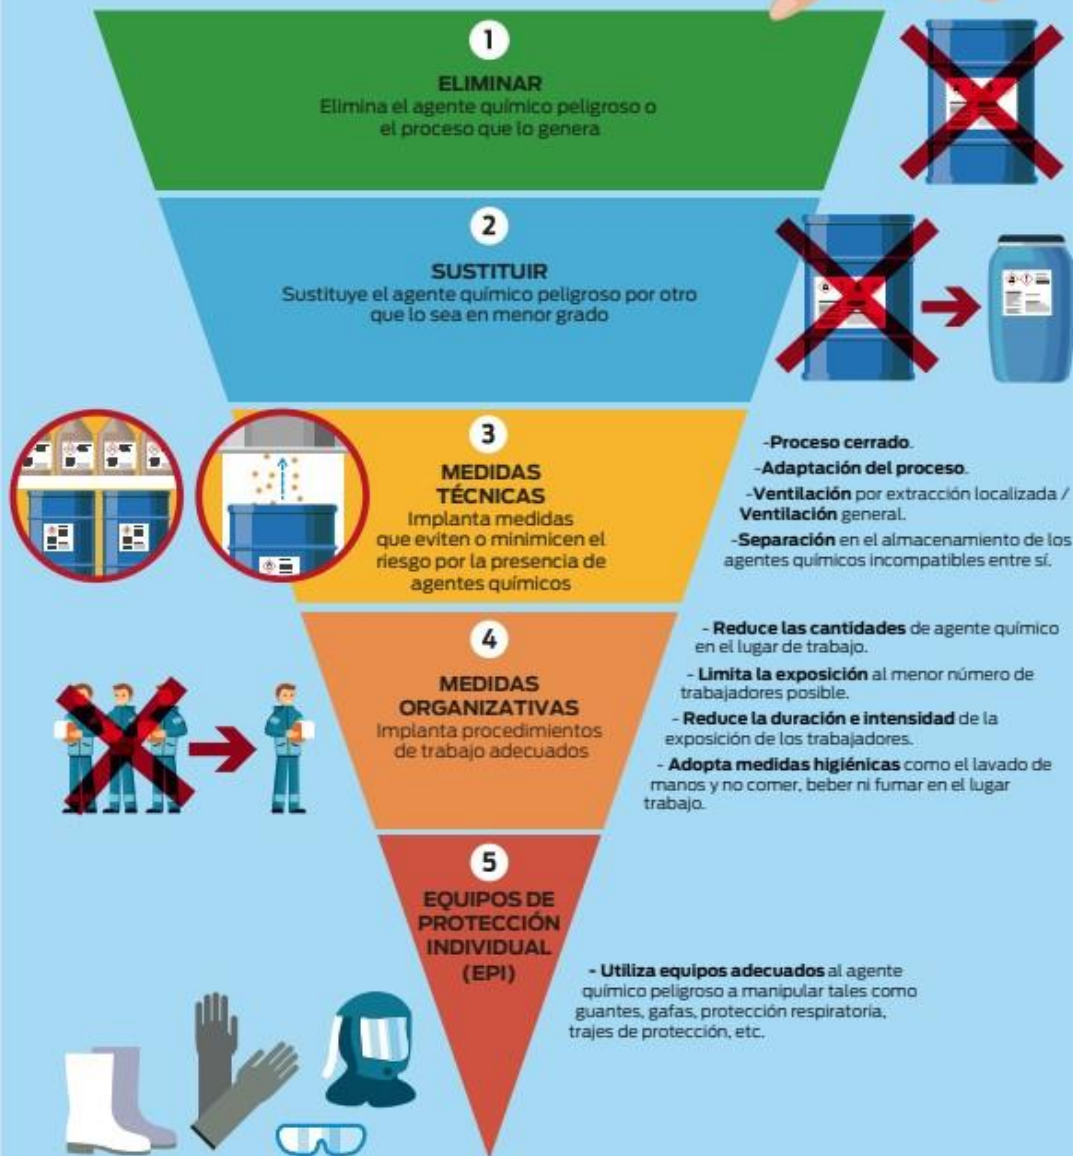 1
ELIMINAR
Elimina el agente químico peligroso o
el proceso que lo genera
2
SUSTITUIR
Sustituye el agente químico peligroso por otro
que lo sea en menor grado
3
MEDIDAS
TÉCNICAS
Implanta medidas
que eviten o minimicen el
riesgo por la presencia de
agentes químicos
-Proceso cerrado.
-Adaptación del proceso.
-Ventilación por extracción localizada /
Ventilación general.
-Separación en el almacenamiento de los
agentes químicos incompatibles entre sí.
4
MEDIDAS
ORGANIZATIVAS
Implanta procedimientos
de trabajo adecuados
- Reduce las cantidades de agente químico
en el lugar de trabajo.
- Limita la exposición al menor número de
trabajadores posible.
- Reduce la duración e intensidad de la
exposición de los trabajadores.
- Adopta medidas higiénicas como el lavado de
manos y no comer, beber ni fumar en el lugar
trabajo.
5
EQUIPOS DE
PROTECCIÓN
INDIVIDUAL
(EPI)
- Utiliza equipos adecuados al agente
químico peligroso a manipular tales como
guantes, gafas, protección respiratoria,
trajes de protección, etc.